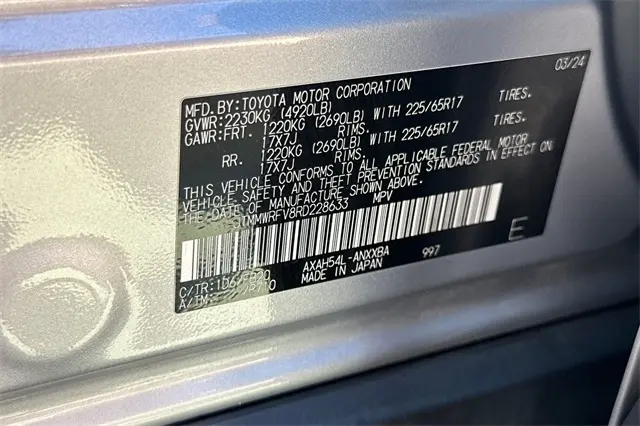 MFD. BY:TOYOTA MOTOR CORPORATION 03/24
GVWR:2230KG (4920LB)
GAWR:FRT. 1220KG (2690LB) WITH 225/65R17 TIRES.
17X7J RIMS.
RR. 1220KG (2690LB) WITH 225/65R17 TIRES.
17X7J RIMS.
THIS VEHICLE CONFORMS TO ALL APPLICABLE FEDERAL MOTOR
VEHICLE SAFETY AND THEFT PREVENTION STANDARDS IN EFFECT ON
THE DATE OF MANUFACTURE SHOWN ABOVE.
MMWRFV8RD228633 MPV
E
C/TR: AXAH54L-ANXXBA 997
A/TM: MADE IN JAPAN